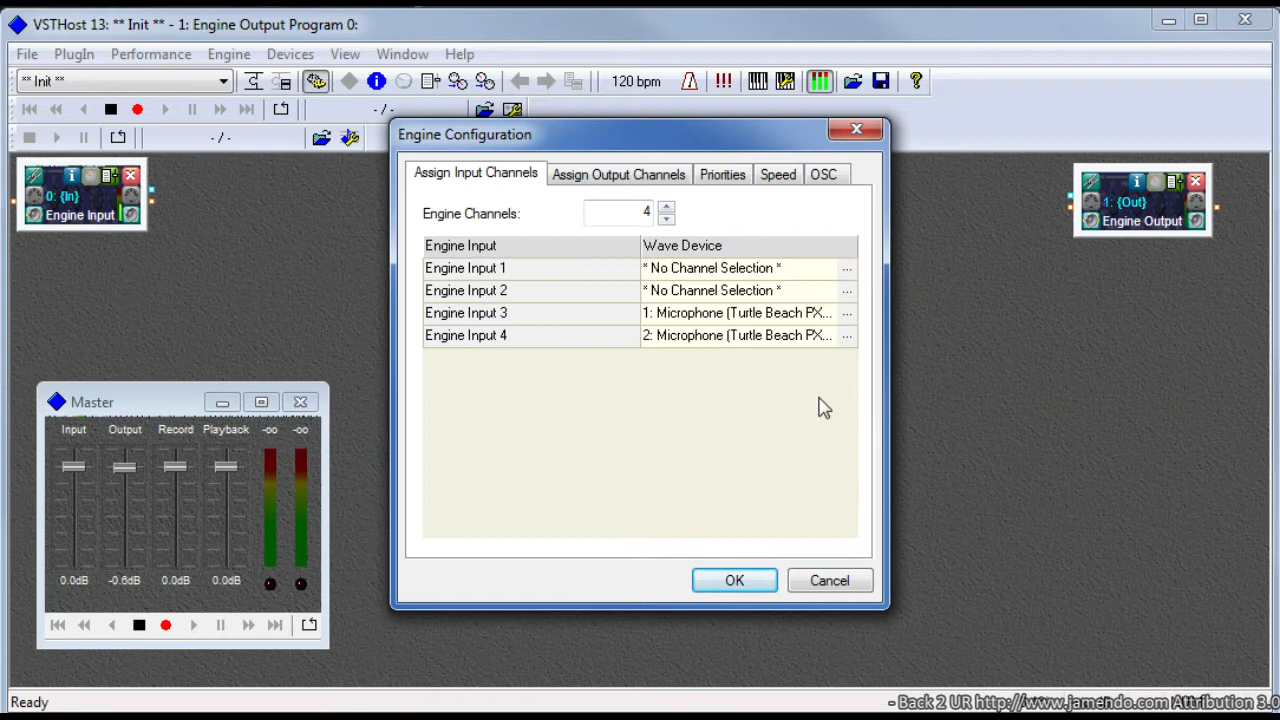 VSTHost 13: ** Init ** - 1: Engine Output Program 0:
File PlugIn Performance Engine Devices View Window Help
** Init ** 120 bpm
- / -
- / -
Engine Configuration
Assign Input Channels Assign Output Channels Priorities Speed OSC
Engine Channels: 4
Engine Input Wave Device
Engine Input 1 * No Channel Selection * ...
Engine Input 2 * No Channel Selection * ...
Engine Input 3 1: Microphone (Turtle Beach PX... ...
Engine Input 4 2: Microphone (Turtle Beach PX... ...
OK Cancel
0: {In}
Engine Input
1: {Out}
Engine Output
Master
Input Output Record Playback -oo -oo
0.0dB -0.6dB 0.0dB 0.0dB
Ready
- Back 2 UR http://www.jamendo.com Attribution 3.0